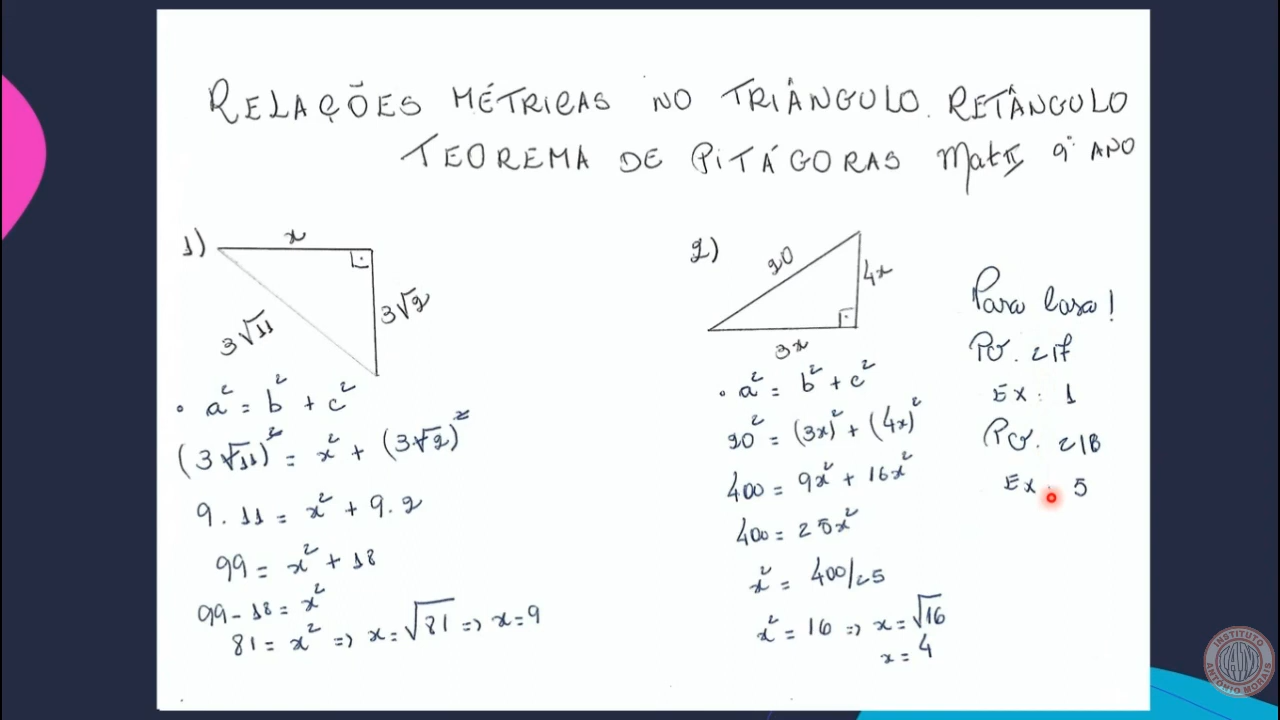 RELAÇÕES MÉTRICAS NO TRIÂNGULO RETÂNGULO
TEOREMA DE PITÁGORAS Mat II 9º ANO
1)
x
3√11
3√2
• a² = b² + c²
(3√11)² = x² + (3√2)²
9 . 11 = x² + 9 . 2
99 = x² + 18
99 - 18 = x²
81 = x² => x = √81 => x = 9
2)
20
4x
3x
• a² = b² + c²
20² = (3x)² + (4x)²
400 = 9x² + 16x²
400 = 25x²
x² = 400/25
x² = 16 => x = √16
x = 4
Para Casa!
PG. 217
EX: 1
PG. 218
EX: 5
INSTITUTO
IAM
ANTÔNIO MORAIS